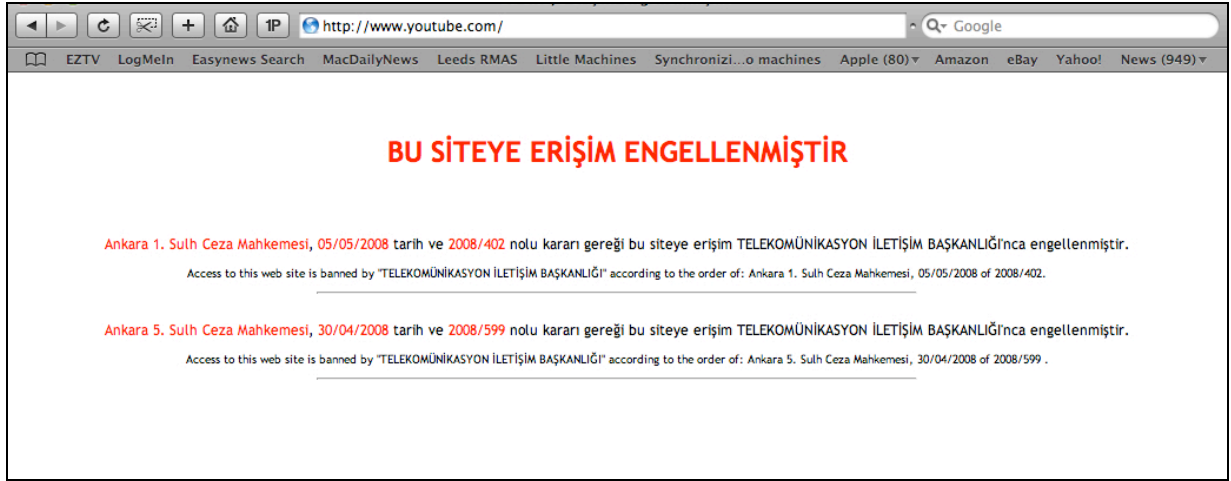 1P http://www.youtube.com/ Google
EZTV LogMeIn Easynews Search MacDailyNews Leeds RMAS Little Machines Synchronizi...o machines Apple (80) Amazon eBay Yahoo! News (949)
BU SİTEYE ERİŞİM ENGELLENMİŞTİR
Ankara 1. Sulh Ceza Mahkemesi, 05/05/2008 tarih ve 2008/402 nolu kararı gereği bu siteye erişim TELEKOMÜNİKASYON İLETİŞİM BAŞKANLIĞI'nca engellenmiştir.
Access to this web site is banned by "TELEKOMÜNİKASYON İLETİŞİM BAŞKANLIĞI" according to the order of: Ankara 1. Sulh Ceza Mahkemesi, 05/05/2008 of 2008/402.
Ankara 5. Sulh Ceza Mahkemesi, 30/04/2008 tarih ve 2008/599 nolu kararı gereği bu siteye erişim TELEKOMÜNİKASYON İLETİŞİM BAŞKANLIĞI'nca engellenmiştir.
Access to this web site is banned by "TELEKOMÜNİKASYON İLETİŞİM BAŞKANLIĞI" according to the order of: Ankara 5. Sulh Ceza Mahkemesi, 30/04/2008 of 2008/599 .